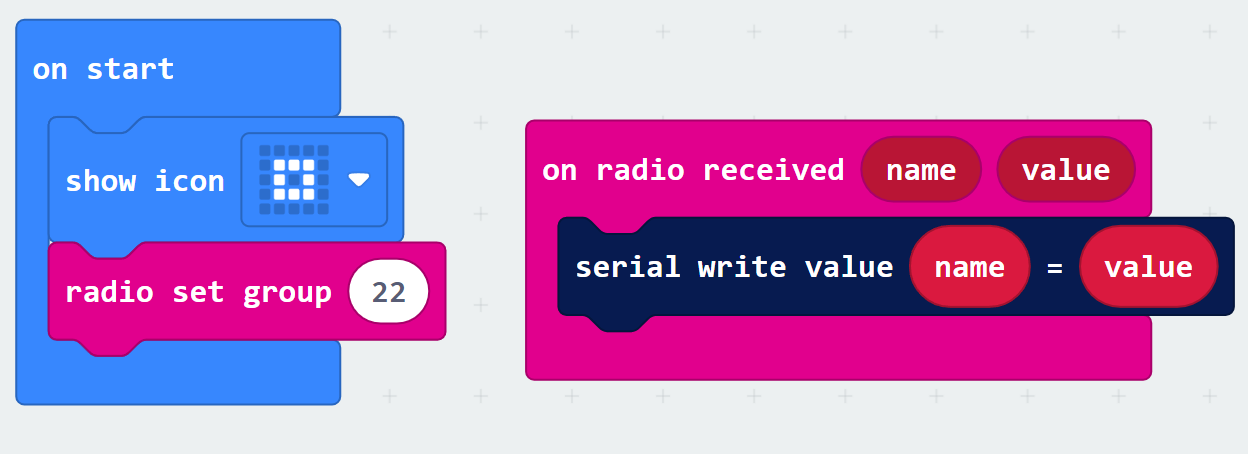 on start
show icon
radio set group 22
on radio received name value
serial write value name = value